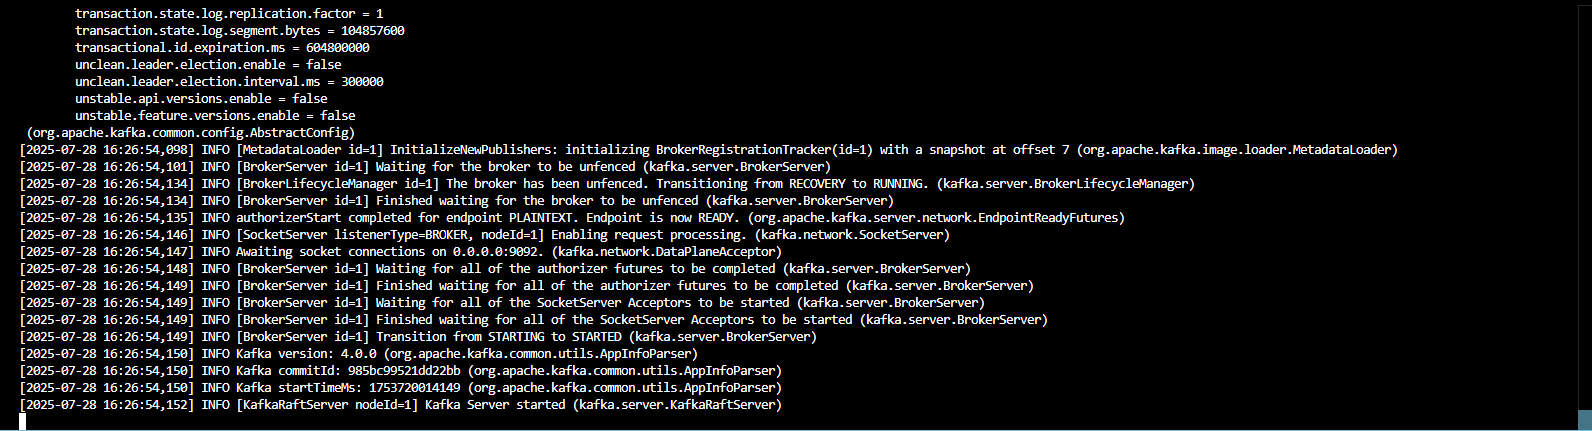 transaction.state.log.replication.factor = 1
transaction.state.log.segment.bytes = 104857600
transactional.id.expiration.ms = 604800000
unclean.leader.election.enable = false
unclean.leader.election.interval.ms = 300000
unstable.api.versions.enable = false
unstable.feature.versions.enable = false
(org.apache.kafka.common.config.AbstractConfig)
[2025-07-28 16:26:54,098] INFO [MetadataLoader id=1] InitializeNewPublishers: initializing BrokerRegistrationTracker(id=1) with a snapshot at offset 7 (org.apache.kafka.image.loader.MetadataLoader)
[2025-07-28 16:26:54,101] INFO [BrokerServer id=1] Waiting for the broker to be unfenced (kafka.server.BrokerServer)
[2025-07-28 16:26:54,134] INFO [BrokerLifecycleManager id=1] The broker has been unfenced. Transitioning from RECOVERY to RUNNING. (kafka.server.BrokerLifecycleManager)
[2025-07-28 16:26:54,134] INFO [BrokerServer id=1] Finished waiting for the broker to be unfenced (kafka.server.BrokerServer)
[2025-07-28 16:26:54,135] INFO authorizerStart completed for endpoint PLAINTEXT. Endpoint is now READY. (org.apache.kafka.server.network.EndpointReadyFutures)
[2025-07-28 16:26:54,146] INFO [SocketServer listenerType=BROKER, nodeId=1] Enabling request processing. (kafka.network.SocketServer)
[2025-07-28 16:26:54,147] INFO Awaiting socket connections on 0.0.0.0:9092. (kafka.network.DataPlaneAcceptor)
[2025-07-28 16:26:54,148] INFO [BrokerServer id=1] Waiting for all of the authorizer futures to be completed (kafka.server.BrokerServer)
[2025-07-28 16:26:54,149] INFO [BrokerServer id=1] Finished waiting for all of the authorizer futures to be completed (kafka.server.BrokerServer)
[2025-07-28 16:26:54,149] INFO [BrokerServer id=1] Waiting for all of the SocketServer Acceptors to be started (kafka.server.BrokerServer)
[2025-07-28 16:26:54,149] INFO [BrokerServer id=1] Finished waiting for all of the SocketServer Acceptors to be started (kafka.server.BrokerServer)
[2025-07-28 16:26:54,149] INFO [BrokerServer id=1] Transition from STARTING to STARTED (kafka.server.BrokerServer)
[2025-07-28 16:26:54,150] INFO Kafka version: 4.0.0 (org.apache.kafka.common.utils.AppInfoParser)
[2025-07-28 16:26:54,150] INFO Kafka commitId: 985bc99521dd22bb (org.apache.kafka.common.utils.AppInfoParser)
[2025-07-28 16:26:54,150] INFO Kafka startTimeMs: 1753720014149 (org.apache.kafka.common.utils.AppInfoParser)
[2025-07-28 16:26:54,152] INFO [KafkaRaftServer nodeId=1] Kafka Server started (kafka.server.KafkaRaftServer)